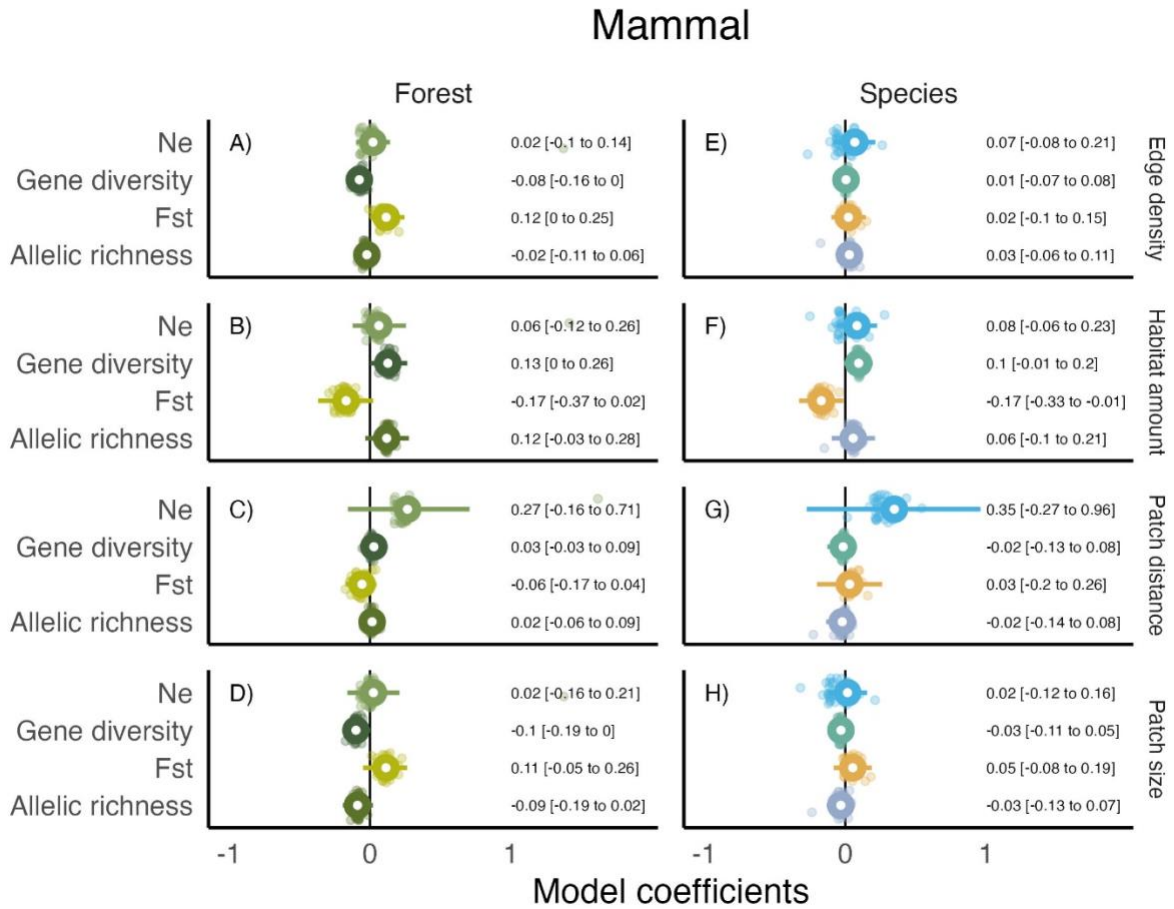 Mammal
Forest
Species
A)
Ne 0.02 [-0.1 to 0.14]
Gene diversity -0.08 [-0.16 to 0]
Fst 0.12 [0 to 0.25]
Allelic richness -0.02 [-0.11 to 0.06]
E)
0.07 [-0.08 to 0.21]
0.01 [-0.07 to 0.08]
0.02 [-0.1 to 0.15]
0.03 [-0.06 to 0.11]
Edge density
B)
Ne 0.06 [-0.12 to 0.26]
Gene diversity 0.13 [0 to 0.26]
Fst -0.17 [-0.37 to 0.02]
Allelic richness 0.12 [-0.03 to 0.28]
F)
0.08 [-0.06 to 0.23]
0.1 [-0.01 to 0.2]
-0.17 [-0.33 to -0.01]
0.06 [-0.1 to 0.21]
Habitat amount
C)
Ne 0.27 [-0.16 to 0.71]
Gene diversity 0.03 [-0.03 to 0.09]
Fst -0.06 [-0.17 to 0.04]
Allelic richness 0.02 [-0.06 to 0.09]
G)
0.35 [-0.27 to 0.96]
-0.02 [-0.13 to 0.08]
0.03 [-0.2 to 0.26]
-0.02 [-0.14 to 0.08]
Patch distance
D)
Ne 0.02 [-0.16 to 0.21]
Gene diversity -0.1 [-0.19 to 0]
Fst 0.11 [-0.05 to 0.26]
Allelic richness -0.09 [-0.19 to 0.02]
H)
0.02 [-0.12 to 0.16]
-0.03 [-0.11 to 0.05]
0.05 [-0.08 to 0.19]
-0.03 [-0.13 to 0.07]
Patch size
-1 0 1
-1 0 1
Model coefficients